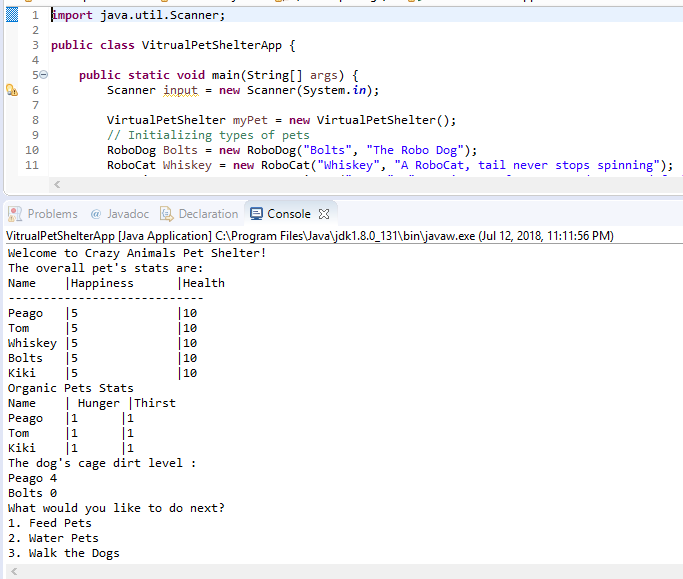 1 import java.util.Scanner;
2
3 public class VitrualPetShelterApp {
4
5 public static void main(String[] args) {
6 Scanner input = new Scanner(System.in);
7
8 VirtualPetShelter myPet = new VirtualPetShelter();
9 // Initializing types of pets
10 RoboDog Bolts = new RoboDog("Bolts", "The Robo Dog");
11 RoboCat Whiskey = new RoboCat("Whiskey", "A RoboCat, tail never stops spinning");
Problems @ Javadoc Declaration Console
VitrualPetShelterApp [Java Application] C:\Program Files\Java\jdk1.8.0_131\bin\javaw.exe (Jul 12, 2018, 11:11:56 PM)
Welcome to Crazy Animals Pet Shelter!
The overall pet's stats are:
Name    |Happiness      |Health
----------------------------
Peago   |5              |10
Tom     |5              |10
Whiskey |5              |10
Bolts   |5              |10
Kiki    |5              |10
Organic Pets Stats
Name    | Hunger |Thirst
Peago   |1      |1
Tom     |1      |1
Kiki    |1      |1
The dog's cage dirt level :
Peago 4
Bolts 0
What would you like to do next?
1. Feed Pets
2. Water Pets
3. Walk the Dogs